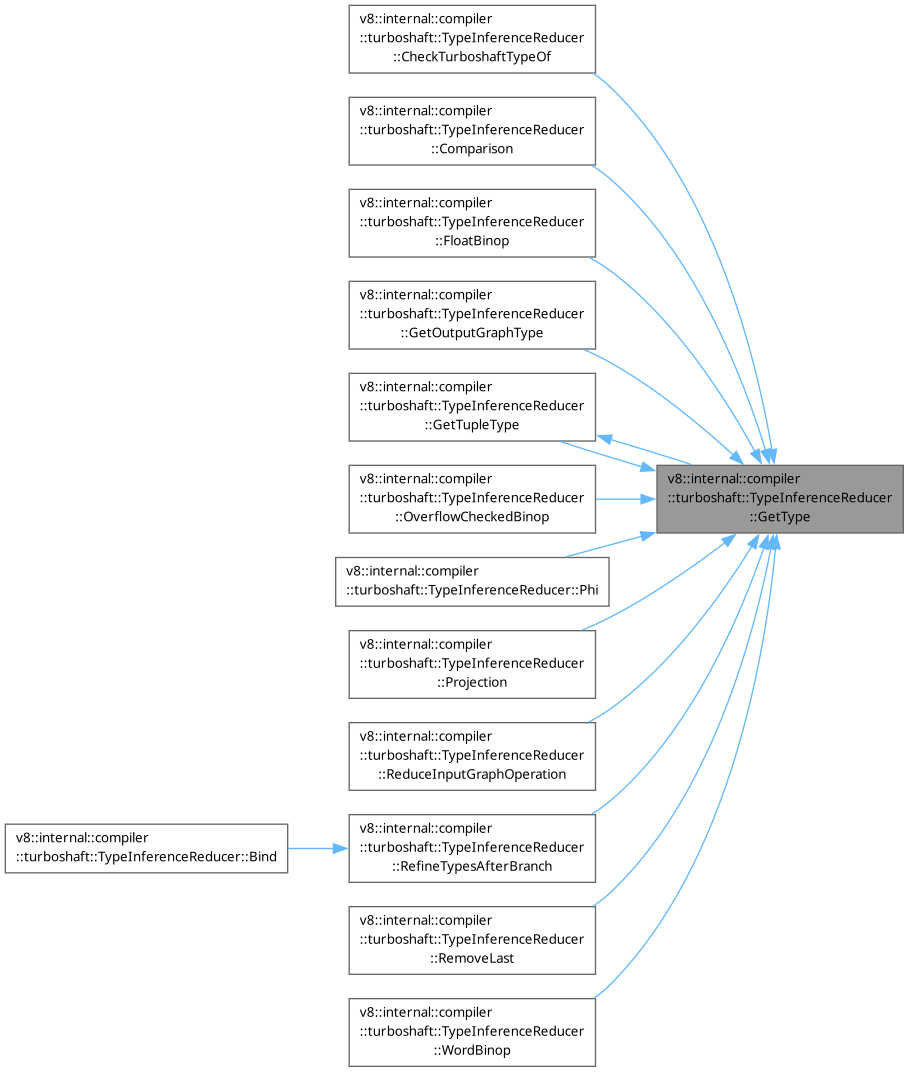 v8::internal::compiler
::turboshaft::TypeInferenceReducer
::CheckTurboshaftTypeOf
v8::internal::compiler
::turboshaft::TypeInferenceReducer
::Comparison
v8::internal::compiler
::turboshaft::TypeInferenceReducer
::FloatBinop
v8::internal::compiler
::turboshaft::TypeInferenceReducer
::GetOutputGraphType
v8::internal::compiler
::turboshaft::TypeInferenceReducer
::GetTupleType
v8::internal::compiler
::turboshaft::TypeInferenceReducer
::GetType
v8::internal::compiler
::turboshaft::TypeInferenceReducer
::OverflowCheckedBinop
v8::internal::compiler
::turboshaft::TypeInferenceReducer::Phi
v8::internal::compiler
::turboshaft::TypeInferenceReducer
::Projection
v8::internal::compiler
::turboshaft::TypeInferenceReducer
::ReduceInputGraphOperation
v8::internal::compiler
::turboshaft::TypeInferenceReducer::Bind
v8::internal::compiler
::turboshaft::TypeInferenceReducer
::RefineTypesAfterBranch
v8::internal::compiler
::turboshaft::TypeInferenceReducer
::RemoveLast
v8::internal::compiler
::turboshaft::TypeInferenceReducer
::WordBinop